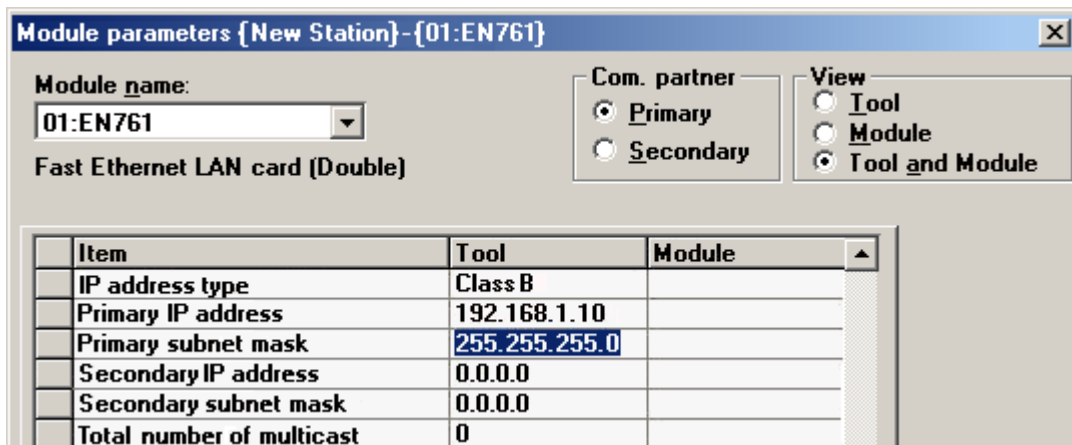 Module parameters {New Station}-{01:EN761}
Module name:
01:EN761
Fast Ethernet LAN card (Double)
Com. partner
Primary
Secondary
View
Tool
Module
Tool and Module
Item Tool Module
IP address type Class B
Primary IP address 192.168.1.10
Primary subnet mask 255.255.255.0
Secondary IP address 0.0.0.0
Secondary subnet mask 0.0.0.0
Total number of multicast 0